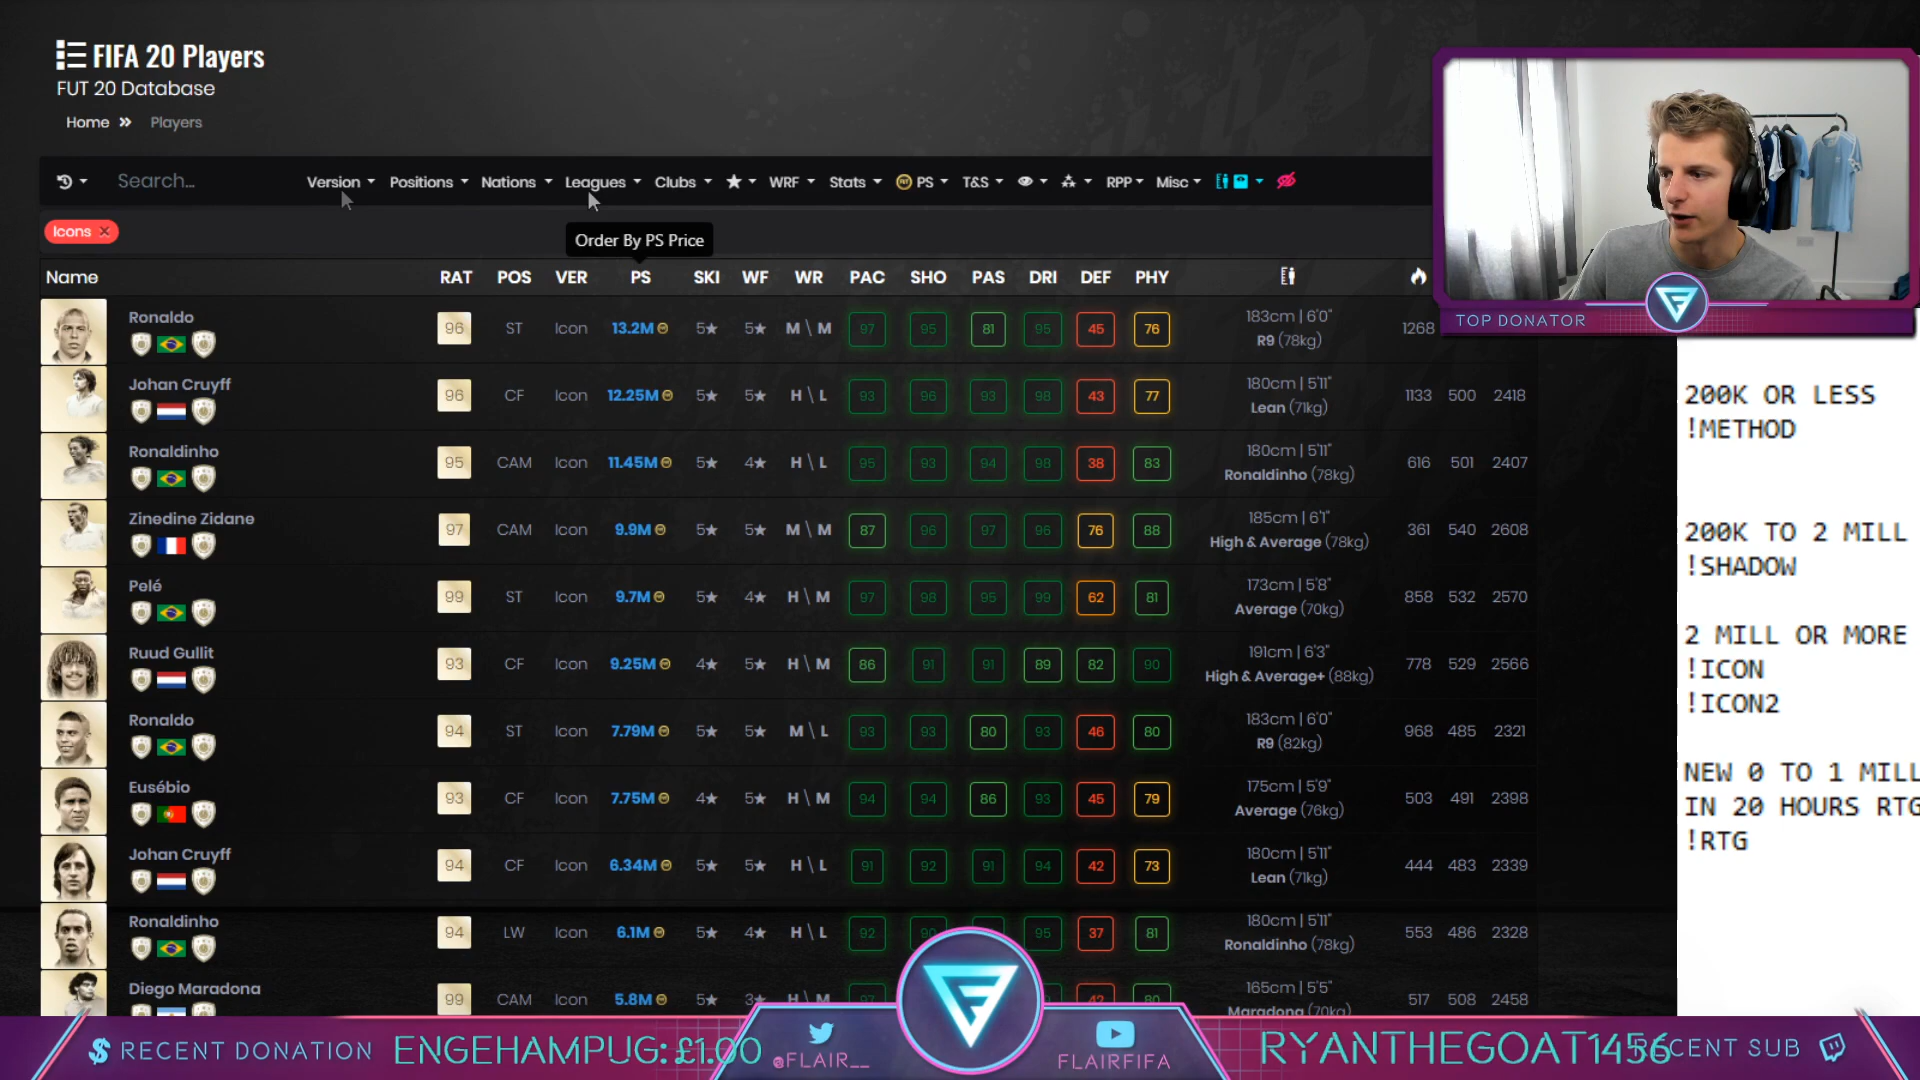 FIFA 20 Players
FUT 20 Database
Home » Players
Search... Version Positions Nations Leagues Clubs WRF Stats PS T&S RPP Misc
Icons ×
Order By PS Price
Name RAT POS VER PS SKI WF WR PAC SHO PAS DRI DEF PHY
Ronaldo 96 ST Icon 13.2M 5★ 5★ M \ M 97 95 81 95 45 76 183cm | 6'0" 1268
R9 (78kg)
Johan Cruyff 96 CF Icon 12.25M 5★ 5★ H \ L 93 96 93 98 43 77 180cm | 5'11" 1133 500 2418
Lean (71kg)
Ronaldinho 95 CAM Icon 11.45M 5★ 4★ H \ L 95 93 94 98 38 83 180cm | 5'11" 616 501 2407
Ronaldinho (78kg)
Zinedine Zidane 97 CAM Icon 9.9M 5★ 5★ M \ M 87 96 97 96 76 88 185cm | 6'1" 361 540 2608
High & Average (78kg)
Pelé 99 ST Icon 9.7M 5★ 4★ H \ M 97 98 95 99 62 81 173cm | 5'8" 858 532 2570
Average (70kg)
Ruud Gullit 93 CF Icon 9.25M 4★ 5★ H \ M 86 91 91 89 82 90 191cm | 6'3" 778 529 2566
High & Average+ (88kg)
Ronaldo 94 ST Icon 7.79M 5★ 5★ M \ L 93 93 80 93 46 80 183cm | 6'0" 968 485 2321
R9 (82kg)
Eusébio 93 CF Icon 7.75M 4★ 5★ H \ M 94 94 86 93 45 79 175cm | 5'9" 503 491 2398
Average (76kg)
Johan Cruyff 94 CF Icon 6.34M 5★ 5★ H \ L 91 92 91 94 42 73 180cm | 5'11" 444 483 2339
Lean (71kg)
Ronaldinho 94 LW Icon 6.1M 5★ 4★ H \ L 92 90 95 37 81 180cm | 5'11" 553 486 2328
Ronaldinho (78kg)
Diego Maradona 99 CAM Icon 5.8M 5★ 3★ H \ M 97 42 80 165cm | 5'5" 517 508 2458
Maradona (70kg)
TOP DONATOR
200K OR LESS
!METHOD
200K TO 2 MILL
!SHADOW
2 MILL OR MORE
!ICON
!ICON2
NEW 0 TO 1 MILL
IN 20 HOURS RTG
!RTG
RECENT DONATION ENGEHAMPUG: £1.00
@FLAIR__
FLAIRFIFA
RYANTHEGOAT1456
RECENT SUB